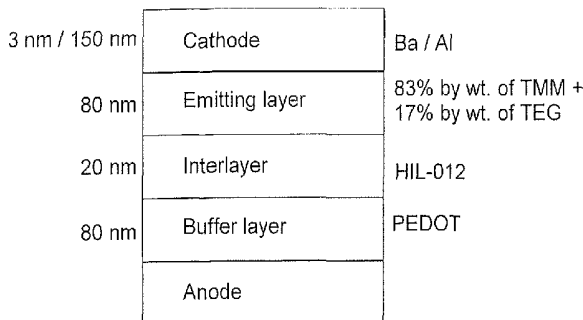 3 nm / 150 nm Cathode Ba / Al
80 nm Emitting layer 83% by wt. of TMM +
17% by wt. of TEG
20 nm Interlayer HIL-012
80 nm Buffer layer PEDOT
Anode